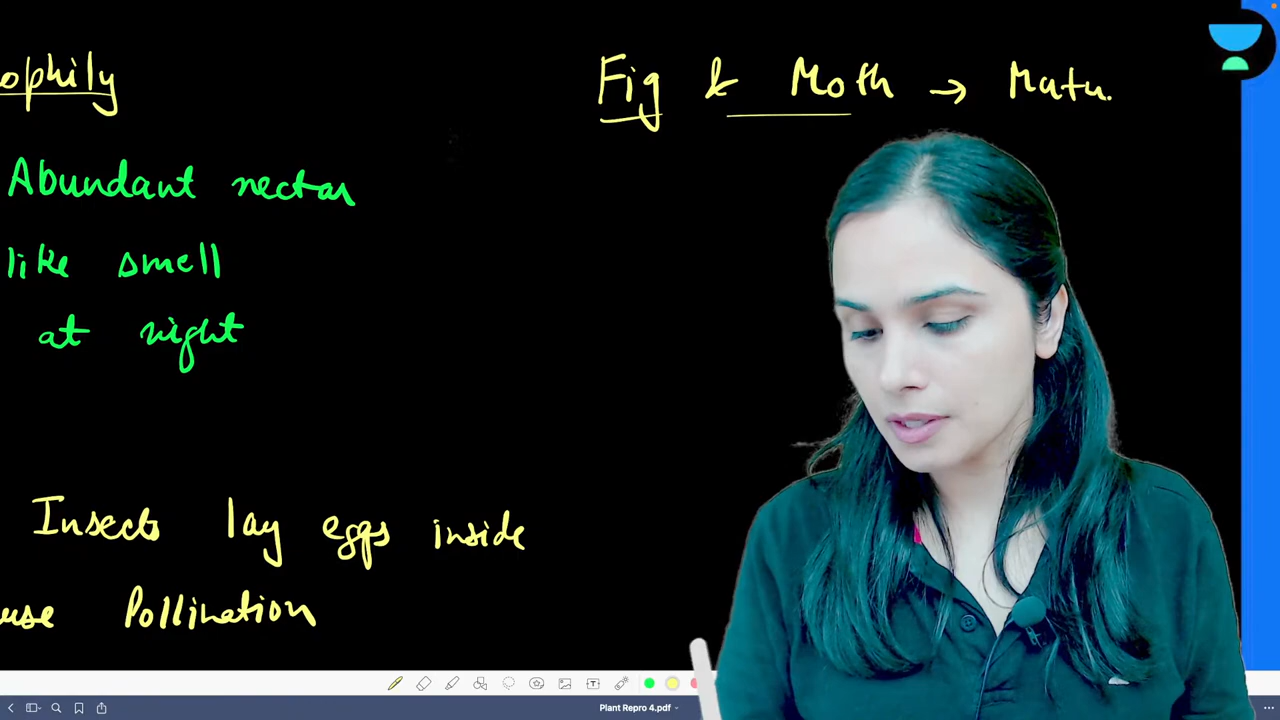 ophily
Fig & Moth → Mutu.
Abundant nectar
like smell
at night
Insects lay eggs inside
use Pollination
Plant Repro 4.pdf